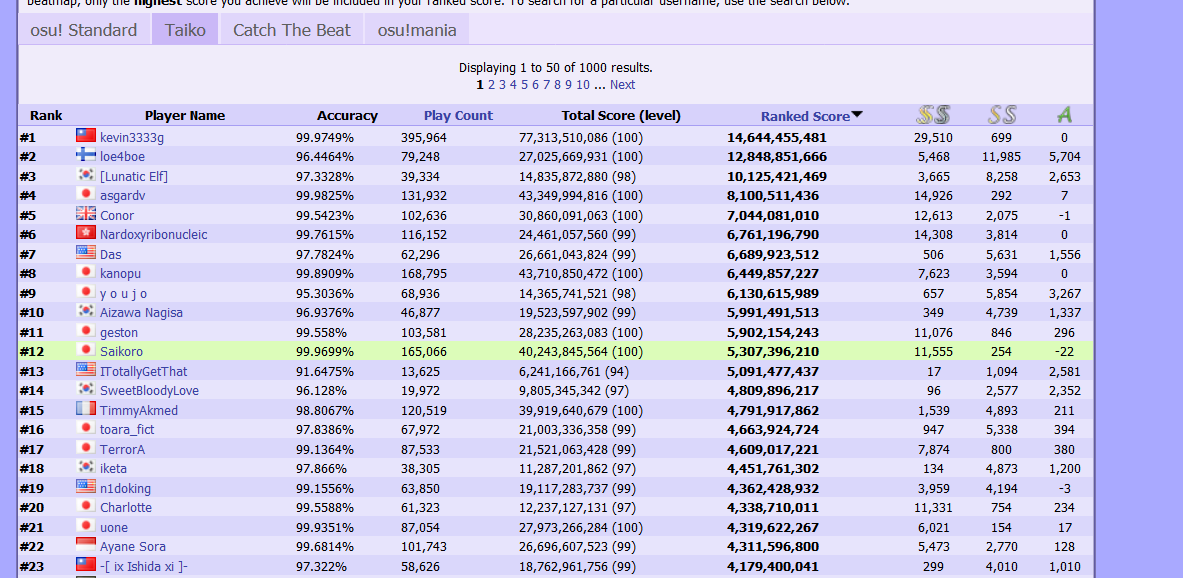 beatmap, only the highest score you achieve will be included in your ranked score. To search for a particular username, use the search below.
osu! Standard Taiko Catch The Beat osu!mania
Displaying 1 to 50 of 1000 results.
1 2 3 4 5 6 7 8 9 10 ... Next
Rank Player Name Accuracy Play Count Total Score (level) Ranked Score▼ SS S A
#1 kevin3333g 99.9749% 395,964 77,313,510,086 (100) 14,644,455,481 29,510 699 0
#2 loe4boe 96.4464% 79,248 27,025,669,931 (100) 12,848,851,666 5,468 11,985 5,704
#3 [Lunatic Elf] 97.3328% 39,334 14,835,872,880 (98) 10,125,421,469 3,665 8,258 2,653
#4 asgardv 99.9825% 131,932 43,349,994,816 (100) 8,100,511,436 14,926 292 7
#5 Conor 99.5423% 102,636 30,860,091,063 (100) 7,044,081,010 12,613 2,075 -1
#6 Nardoxyribonucleic 99.7615% 116,152 24,461,057,560 (99) 6,761,196,790 14,308 3,814 0
#7 Das 97.7824% 62,296 26,661,043,824 (99) 6,689,923,512 506 5,631 1,556
#8 kanopu 99.8909% 168,795 43,710,850,472 (100) 6,449,857,227 7,623 3,594 0
#9 y o u j o 95.3036% 68,936 14,365,741,521 (98) 6,130,615,989 657 5,854 3,267
#10 Aizawa Nagisa 96.9376% 46,877 19,523,597,902 (99) 5,991,491,513 349 4,739 1,337
#11 geston 99.558% 103,581 28,235,263,083 (100) 5,902,154,243 11,076 846 296
#12 Saikoro 99.9699% 165,066 40,243,845,564 (100) 5,307,396,210 11,555 254 -22
#13 ITotallyGetThat 91.6475% 13,625 6,241,166,761 (94) 5,091,477,437 17 1,094 2,581
#14 SweetBloodyLove 96.128% 19,972 9,805,345,342 (97) 4,809,896,217 96 2,577 2,352
#15 TimmyAkmed 98.8067% 120,519 39,919,640,679 (100) 4,791,917,862 1,539 4,893 211
#16 toara_fict 97.8386% 67,972 21,003,336,358 (99) 4,663,924,724 947 5,338 394
#17 TerrorA 99.1364% 87,533 21,521,063,428 (99) 4,609,017,221 7,874 800 380
#18 iketa 97.866% 38,305 11,287,201,862 (97) 4,451,761,302 134 4,873 1,200
#19 n1doking 99.1556% 63,850 19,117,283,737 (99) 4,362,428,932 3,959 4,194 -3
#20 Charlotte 99.5588% 61,323 12,237,127,131 (97) 4,338,710,011 11,331 754 234
#21 uone 99.9351% 87,054 27,973,266,284 (100) 4,319,622,267 6,021 154 17
#22 Ayane Sora 99.6814% 101,743 26,696,607,523 (99) 4,311,596,800 5,473 2,770 128
#23 -[ ix Ishida xi ]- 97.322% 58,626 18,762,961,756 (99) 4,179,400,041 299 4,010 1,010